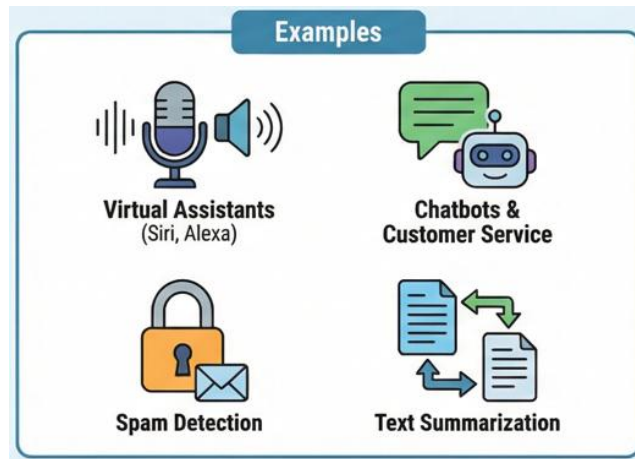 Examples
Virtual Assistants
(Siri, Alexa)
Chatbots &
Customer Service
Spam Detection
Text Summarization